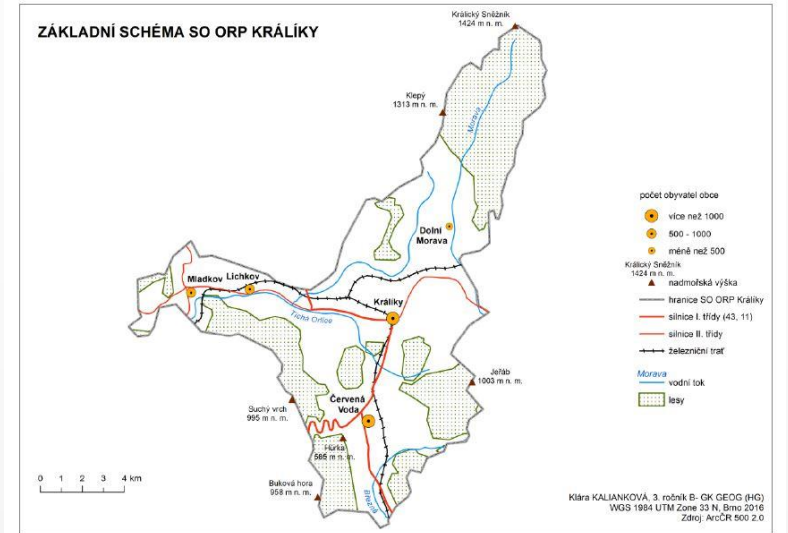 ZÁKLADNÍ SCHÉMA SO ORP KRÁLÍKY
Králický Sněžník
1424 m n. m.
Klepý
1313 m n. m.
Morava
Dolní
Morava
Mladkov
Lichkov
Králíky
Tichá Orlice
Jeřáb
1003 m n. m.
Červená
Voda
Suchý vrch
995 m n. m.
Hůrka
585 m n. m.
Buková hora
958 m n. m.
Březná
počet obyvatel obce
více než 1000
500 - 1000
méně než 500
Králický Sněžník
1424 m n. m.
nadmořská výška
hranice SO ORP Králíky
silnice I. třídy (43, 11)
silnice II. třídy
železniční trať
Morava
vodní tok
lesy
0 1 2 3 4 km
Klára KALIANKOVÁ, 3. ročník B- GK GEOG (HG)
WGS 1984 UTM Zone 33 N, Brno 2016
Zdroj: ArcČR 500 2.0